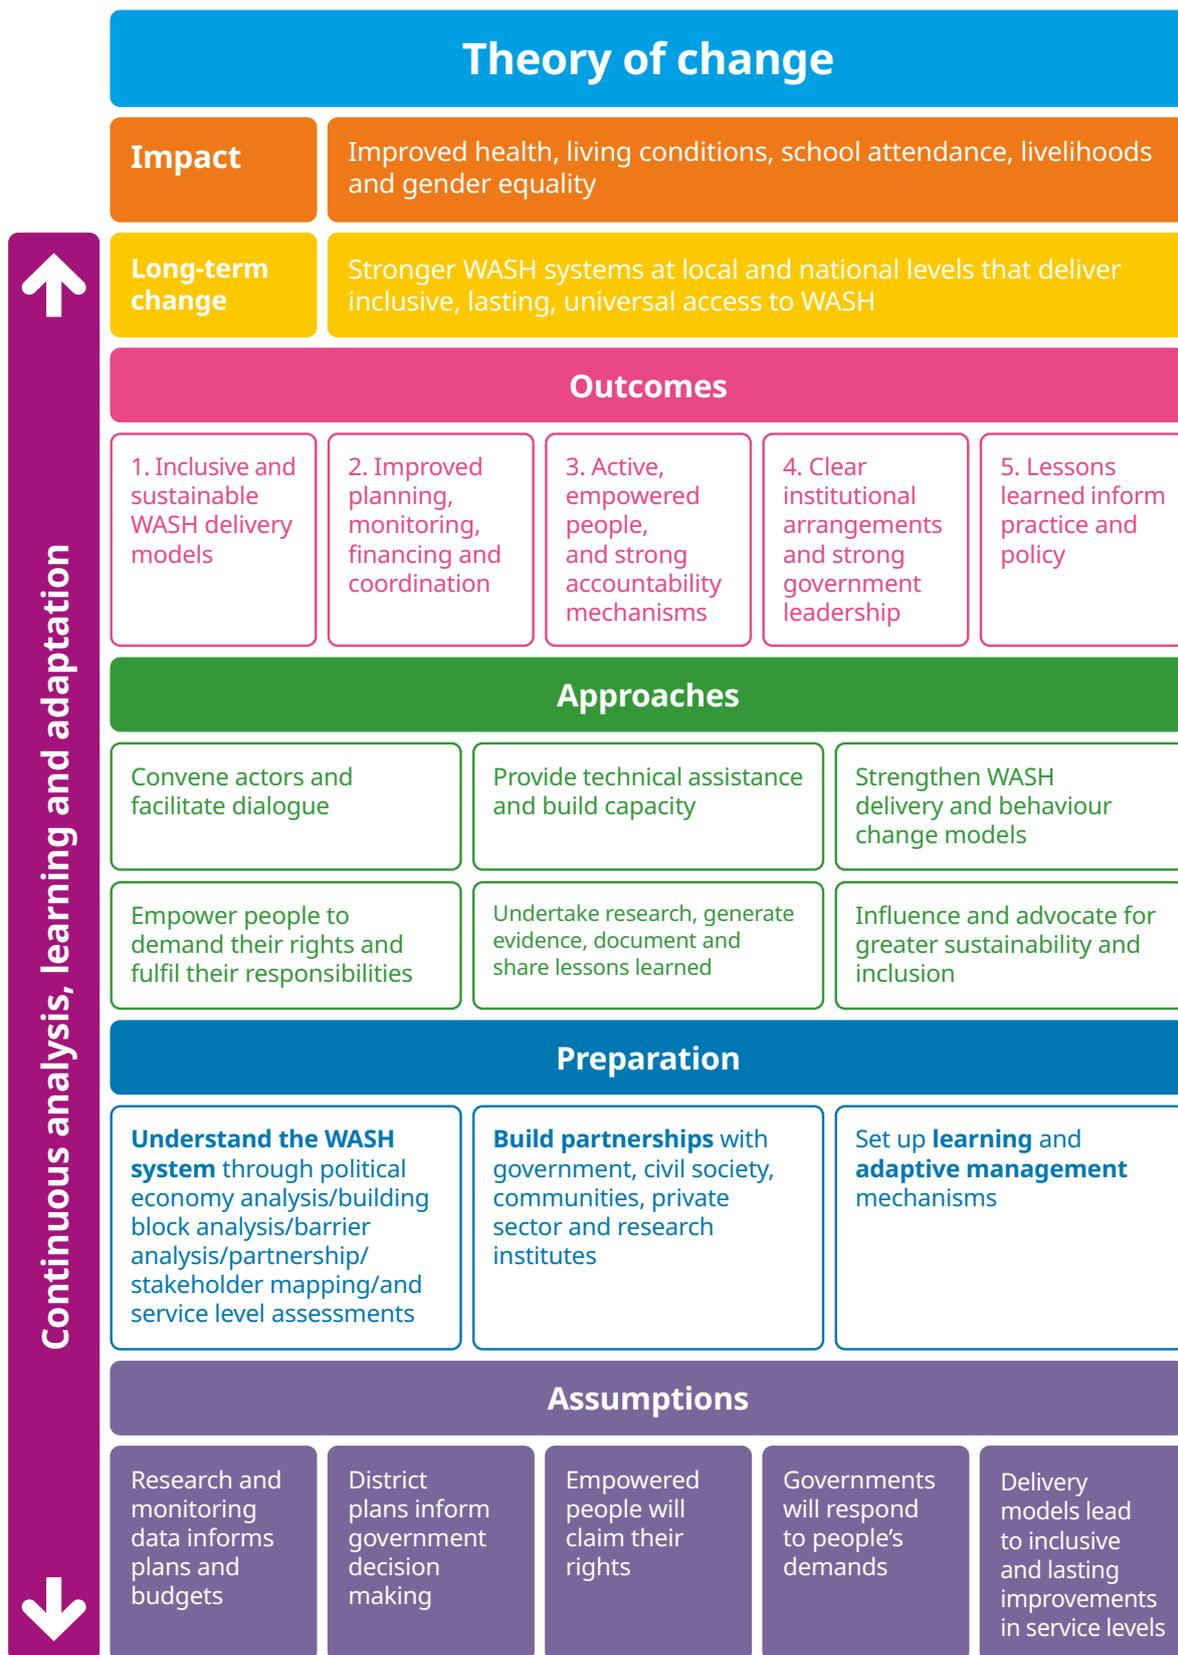 Theory of change
Impact
Improved health, living conditions, school attendance, livelihoods
and gender equality
Long-term
change
Stronger WASH systems at local and national levels that deliver
inclusive, lasting, universal access to WASH
Continuous analysis, learning and adaptation
Outcomes
1. Inclusive and
sustainable
WASH delivery
models
2. Improved
planning,
monitoring,
financing and
coordination
3. Active,
empowered
people,
and strong
accountability
mechanisms
4. Clear
institutional
arrangements
and strong
government
leadership
5. Lessons
learned inform
practice and
policy
Approaches
Convene actors and
facilitate dialogue
Provide technical assistance
and build capacity
Strengthen WASH
delivery and behaviour
change models
Empower people to
demand their rights and
fulfil their responsibilities
Undertake research, generate
evidence, document and
share lessons learned
Influence and advocate for
greater sustainability and
inclusion
Preparation
Understand the WASH
system through political
economy analysis/building
block analysis/barrier
analysis/partnership/
stakeholder mapping/and
service level assessments
Build partnerships with
government, civil society,
communities, private
sector and research
institutes
Set up learning and
adaptive management
mechanisms
Assumptions
Research and
monitoring
data informs
plans and
budgets
District
plans inform
government
decision
making
Empowered
people will
claim their
rights
Governments
will respond
to people’s
demands
Delivery
models lead
to inclusive
and lasting
improvements
in service levels